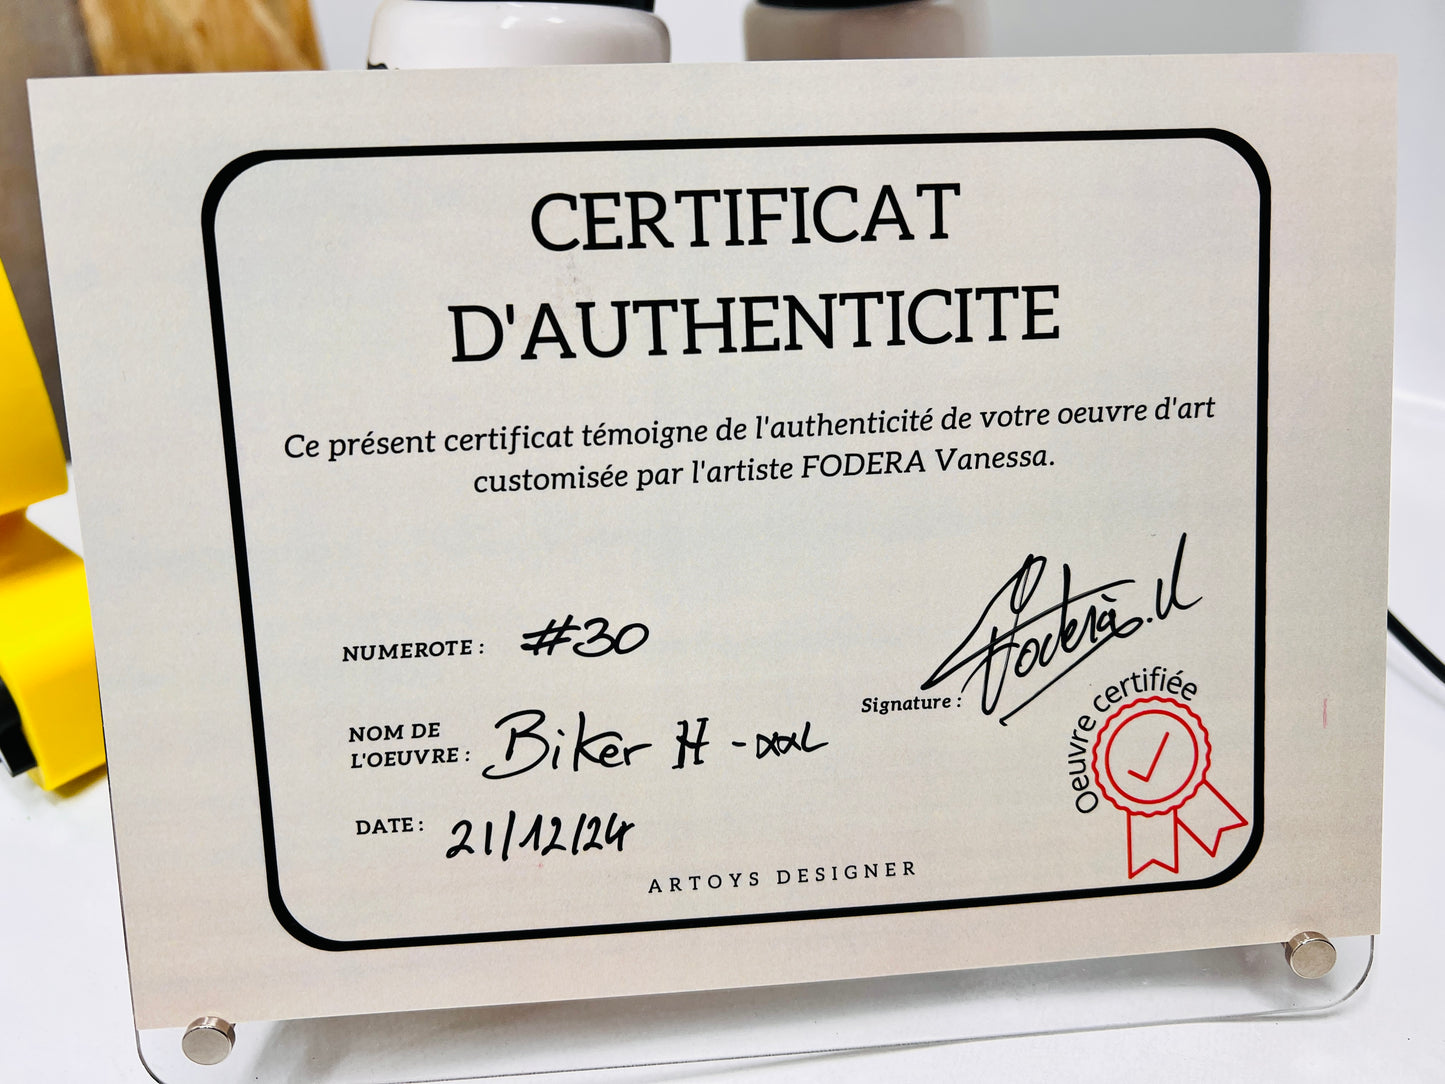 CERTIFICAT
D'AUTHENTICITE
Ce présent certificat témoigne de l'authenticité de votre oeuvre d'art
customisée par l'artiste FODERA Vanessa.
NUMEROTE : #30
Signature : Foderà.V
NOM DE
L'OEUVRE : Biker H - xxL
Oeuvre certifiée
DATE : 21/12/24
ARTOYS DESIGNER